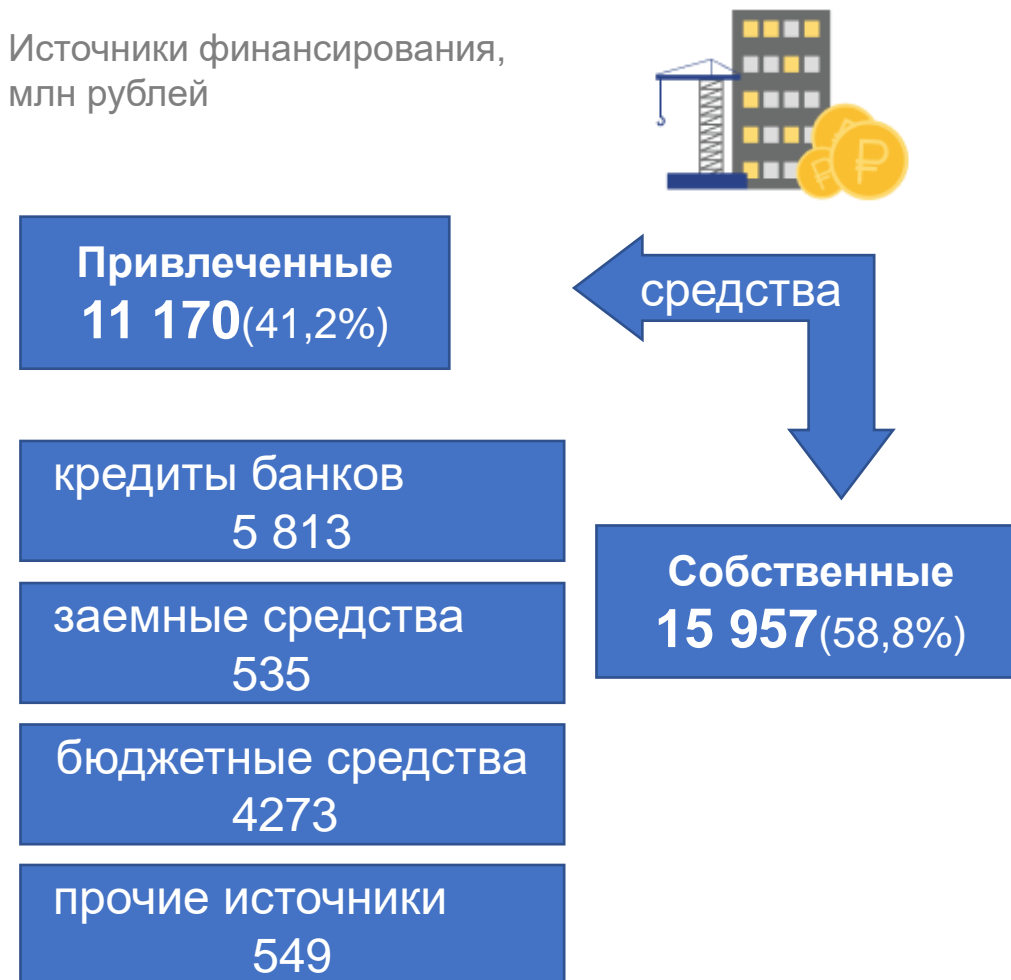 Источники финансирования,
млн рублей
Привлеченные
11 170(41,2%)
средства
кредиты банков
5 813
заемные средства
535
бюджетные средства
4273
прочие источники
549
Собственные
15 957(58,8%)